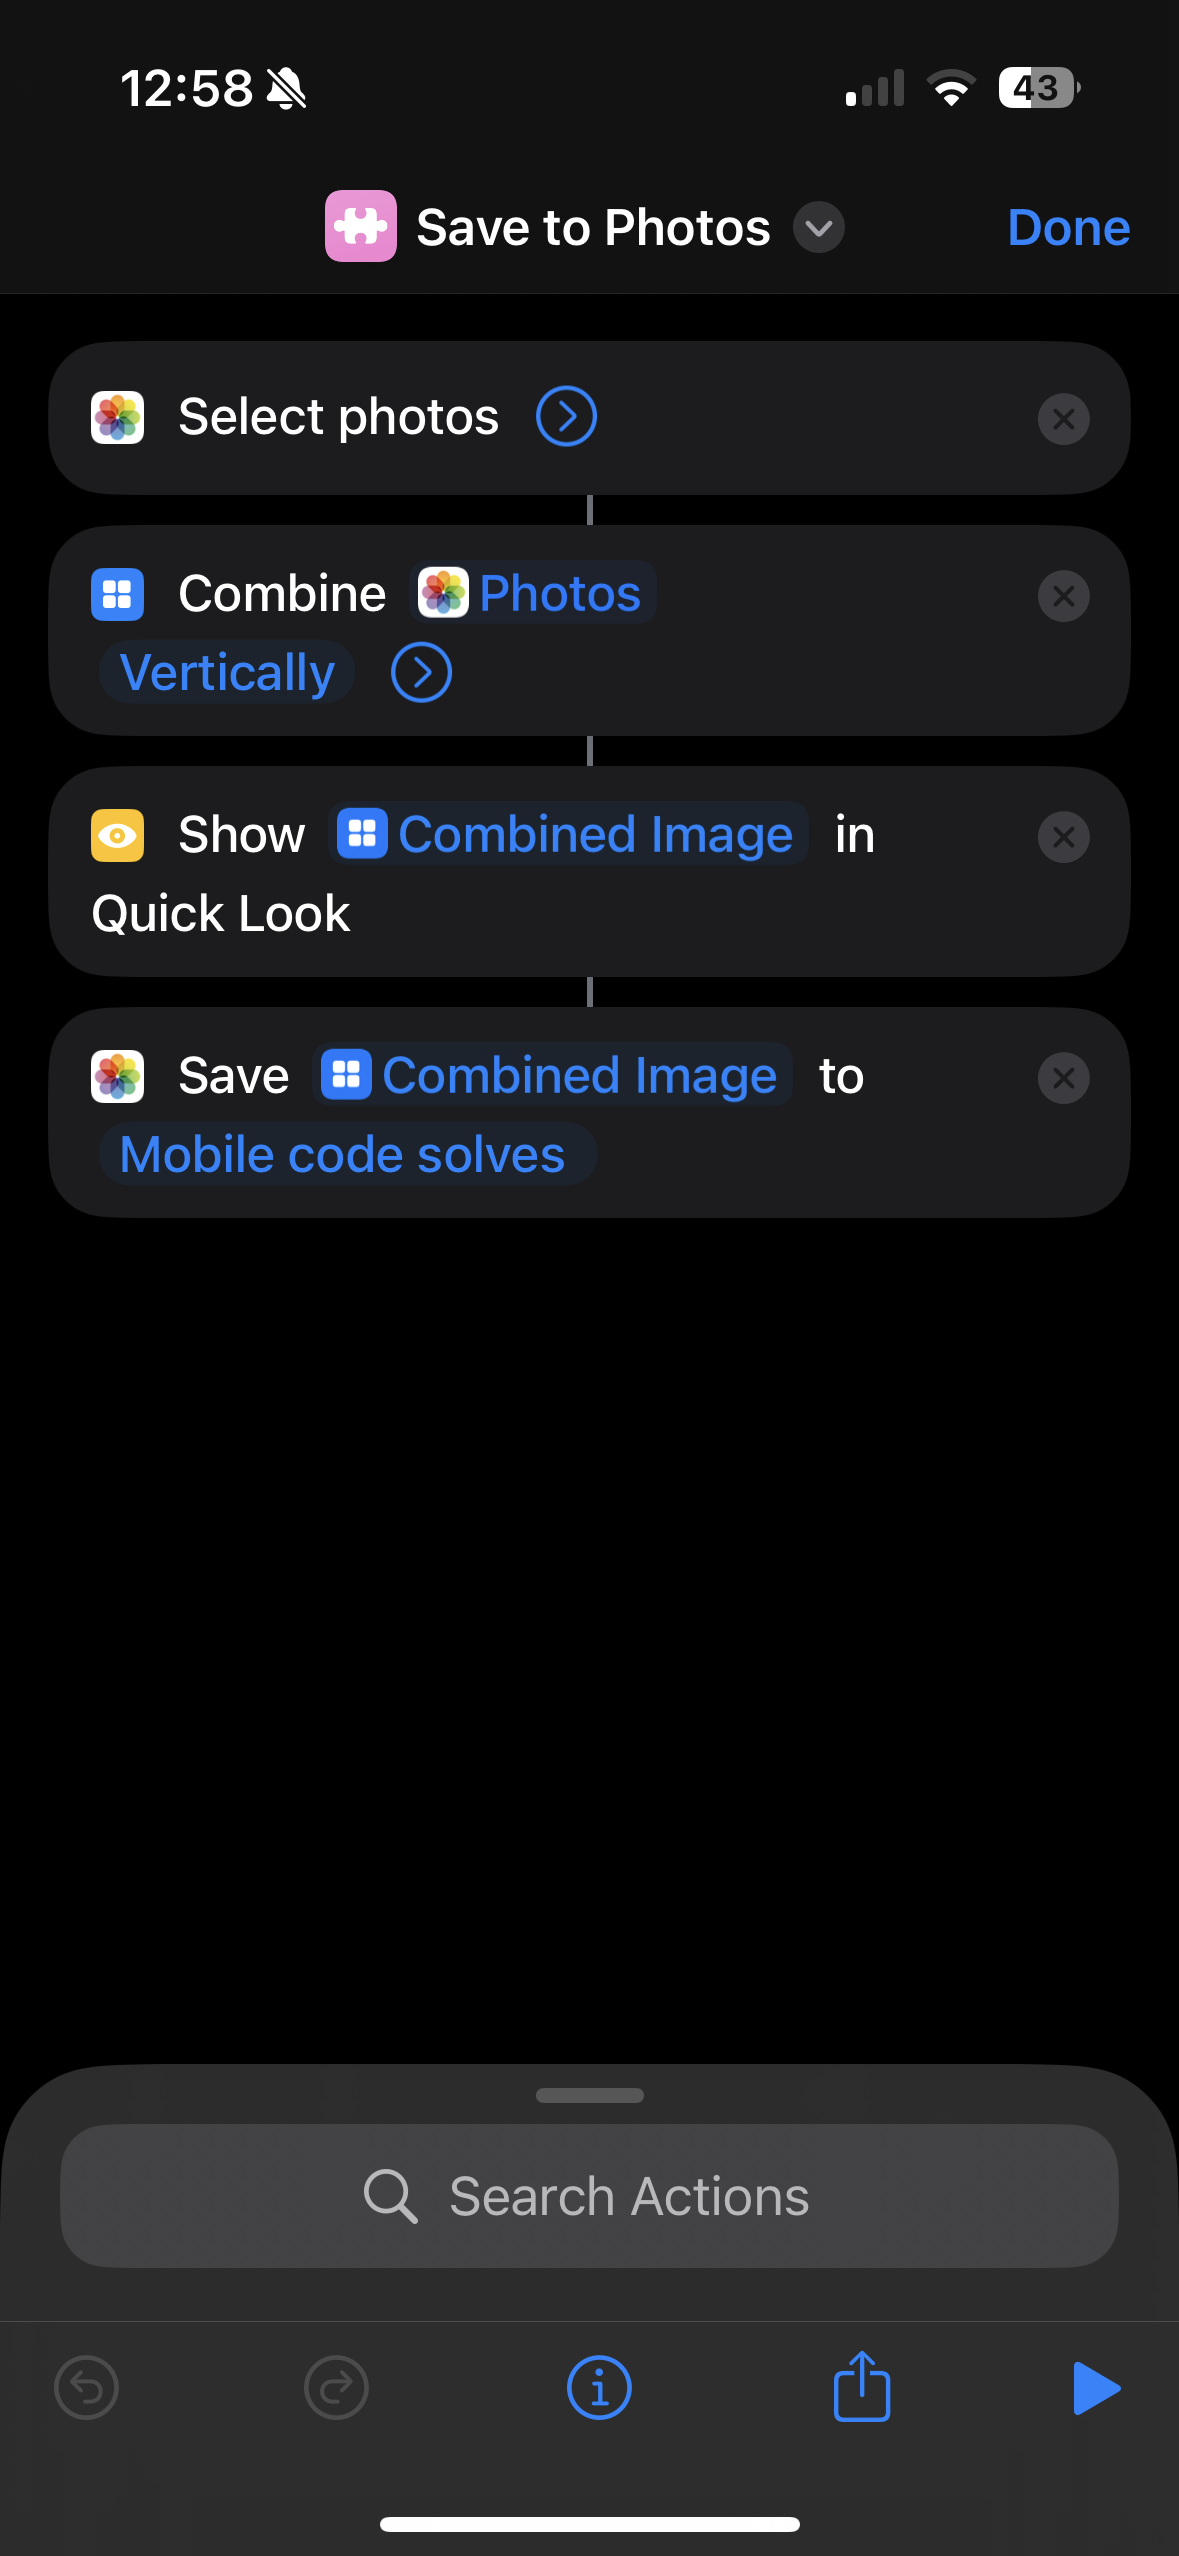 12:58
43
Save to Photos
Done
Select photos
Combine Photos
Vertically
Show Combined Image in
Quick Look
Save Combined Image to
Mobile code solves
Search Actions